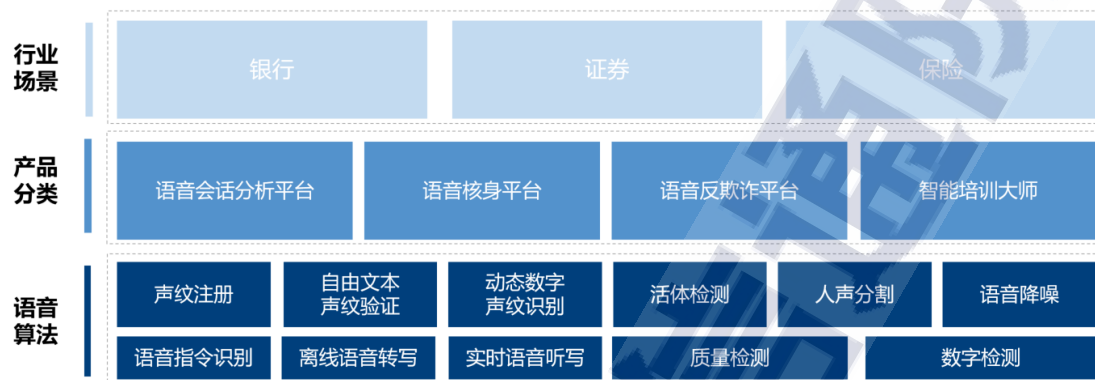 行业
场景
银行
证券
保险
产品
分类
语音会话分析平台
语音核身平台
语音反欺诈平台
智能培训大师
语音
算法
声纹注册
自由文本
声纹验证
动态数字
声纹识别
活体检测
人声分割
语音降噪
语音指令识别
离线语音转写
实时语音听写
质量检测
数字检测